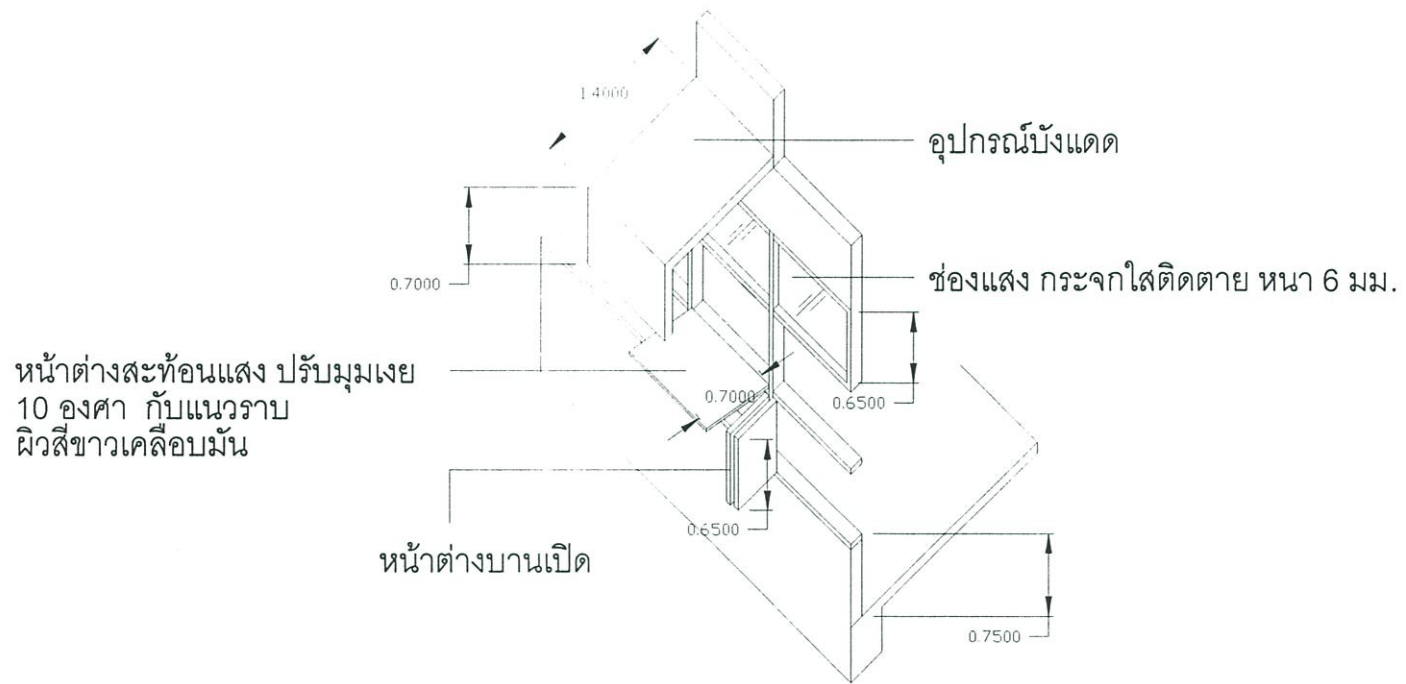 1.4000
อุปกรณ์บังแดด
0.7000
ช่องแสง กระจกใสติดตาย หนา 6 มม.
หน้าต่างสะท้อนแสง ปรับมุมเงย
10 องศา กับแนวราบ
ผิวสีขาวเคลือบมัน
0.7000
0.6500
0.6500
หน้าต่างบานเปิด
0.7500